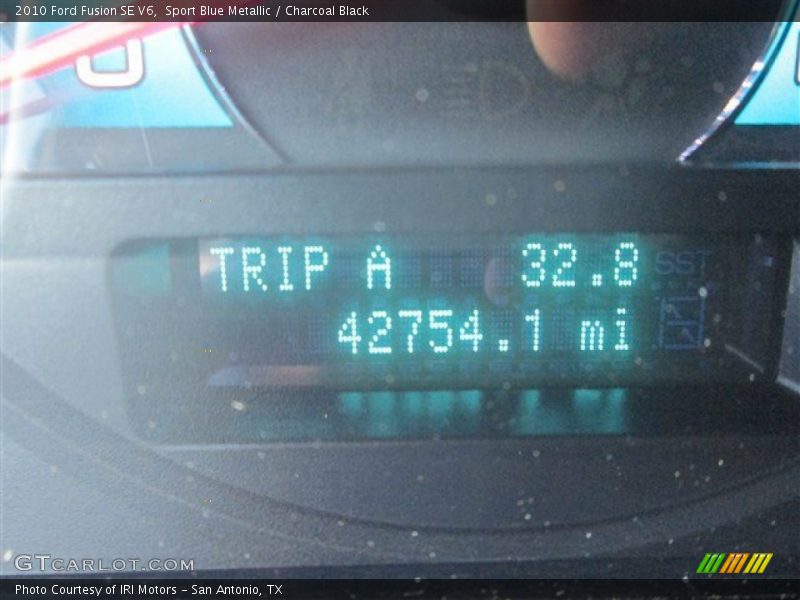 2010 Ford Fusion SE V6, Sport Blue Metallic / Charcoal Black
0
TRIP A 32.8
42754.1 mi
GTCARLOT.COM
Photo Courtesy of IRI Motors - San Antonio, TX